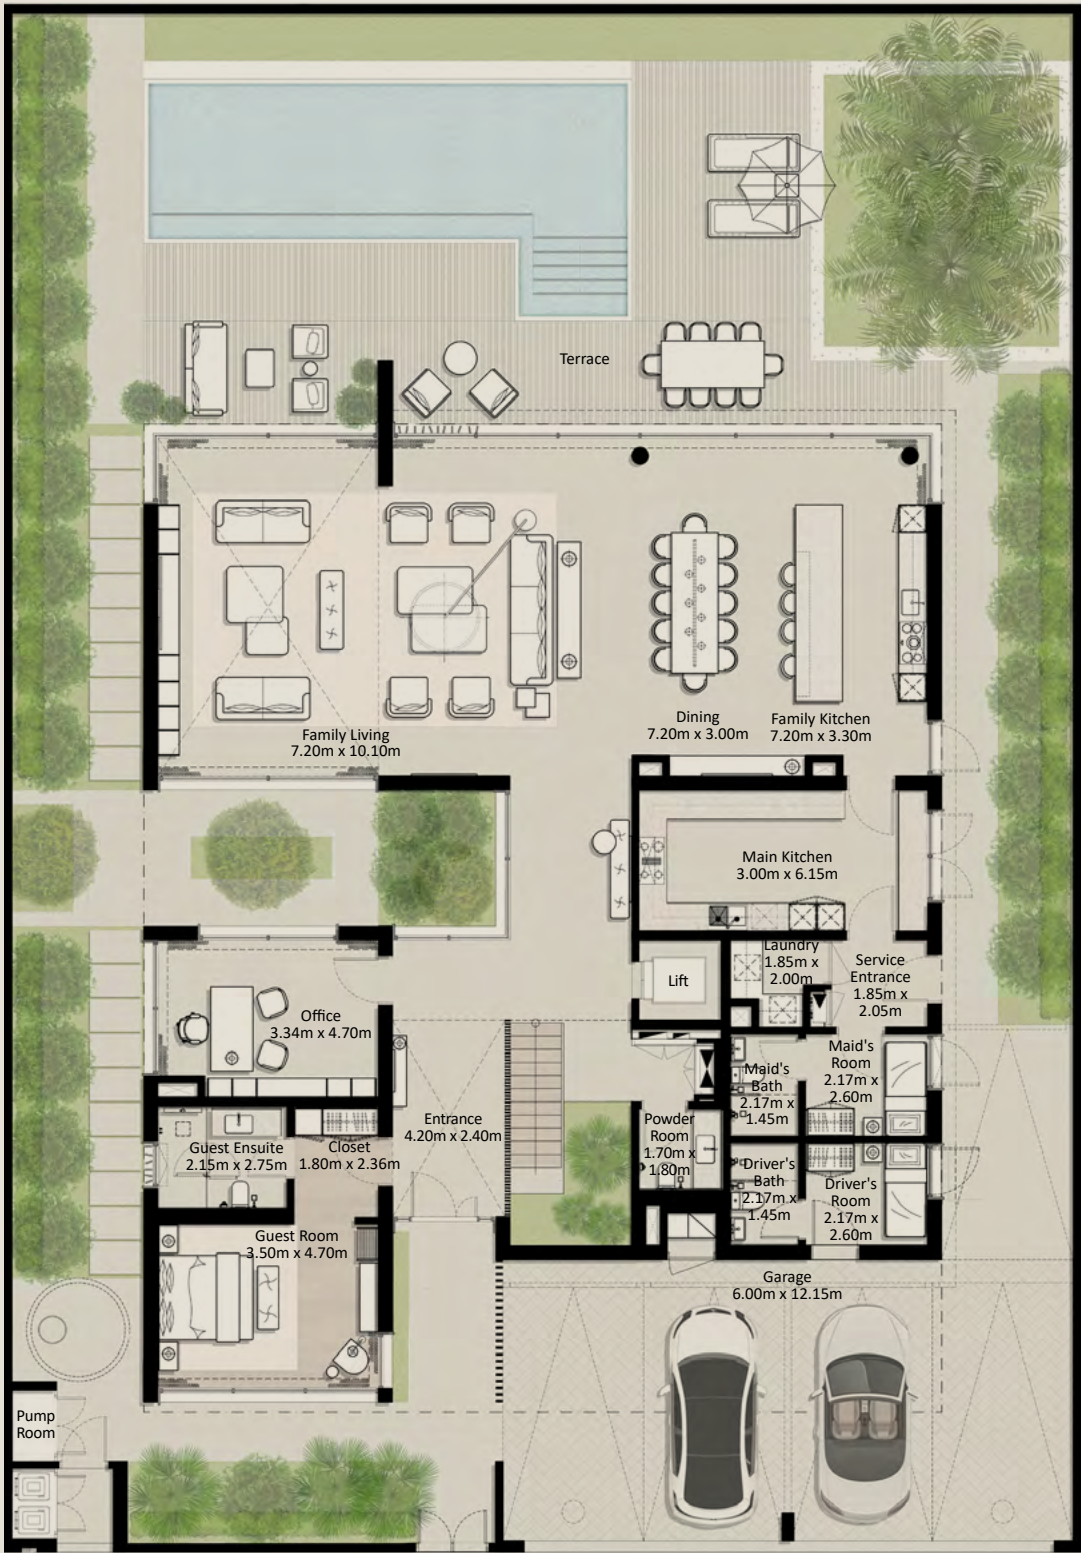 Terrace
Family Living
7.20m x 10.10m
Dining
7.20m x 3.00m
Family Kitchen
7.20m x 3.30m
Main Kitchen
3.00m x 6.15m
Laundry
1.85m x
2.00m
Service
Entrance
1.85m x
2.05m
Lift
Office
3.34m x 4.70m
Maid's
Bath
2.17m x
1.45m
Maid's
Room
2.17m x
2.60m
Entrance
4.20m x 2.40m
Powder
Room
1.70m x
1.80m
Guest Ensuite
2.15m x 2.75m
Closet
1.80m x 2.36m
Driver's
Bath
2.17m x
1.45m
Driver's
Room
2.17m x
2.60m
Guest Room
3.50m x 4.70m
Garage
6.00m x 12.15m
Pump
Room